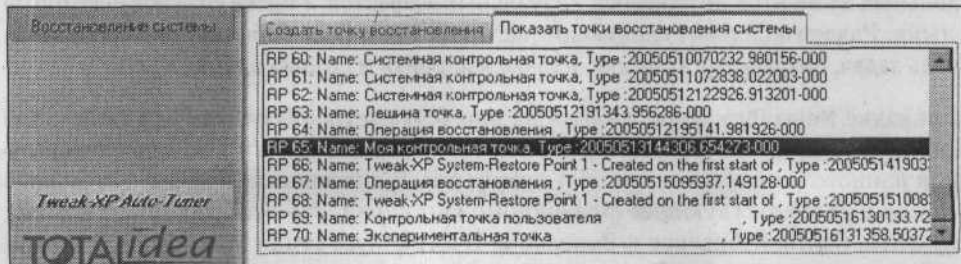 Восстановление системы
Создать точку восстановления
Показать точки восстановления системы
RP 60: Name: Системная контрольная точка, Type :20050510070232.980156-000
RP 61: Name: Системная контрольная точка, Type :20050511072838.022003-000
RP 62: Name: Системная контрольная точка, Type :20050512122926.913201-000
RP 63: Name: Лешина точка, Type :20050512191343.956286-000
RP 64: Name: Операция восстановления , Type :20050512195141.981926-000
RP 65: Name: Моя контрольная точка, Type :20050513144306.654273-000
RP 66: Name: Tweak-XP System-Restore Point 1 - Created on the first start of , Type :200505141903
RP 67: Name: Операция восстановления , Type :20050515095937.149128-000
RP 68: Name: Tweak-XP System-Restore Point 1 - Created on the first start of , Type :200505151008
RP 69: Name: Контрольная точка пользователя , Type :20050516130133.72
RP 70: Name: Экспериментальная точка , Type :20050516131358.50372
Tweak-XP Auto-Tuner
TOTALidea